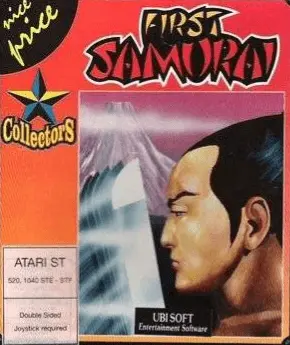 nice
price
FIRST
SAMURAI
Collectors
ATARI ST
520, 1040 STE - STF
Double Sided
Joystick required
UBI SOFT
Entertainment Software